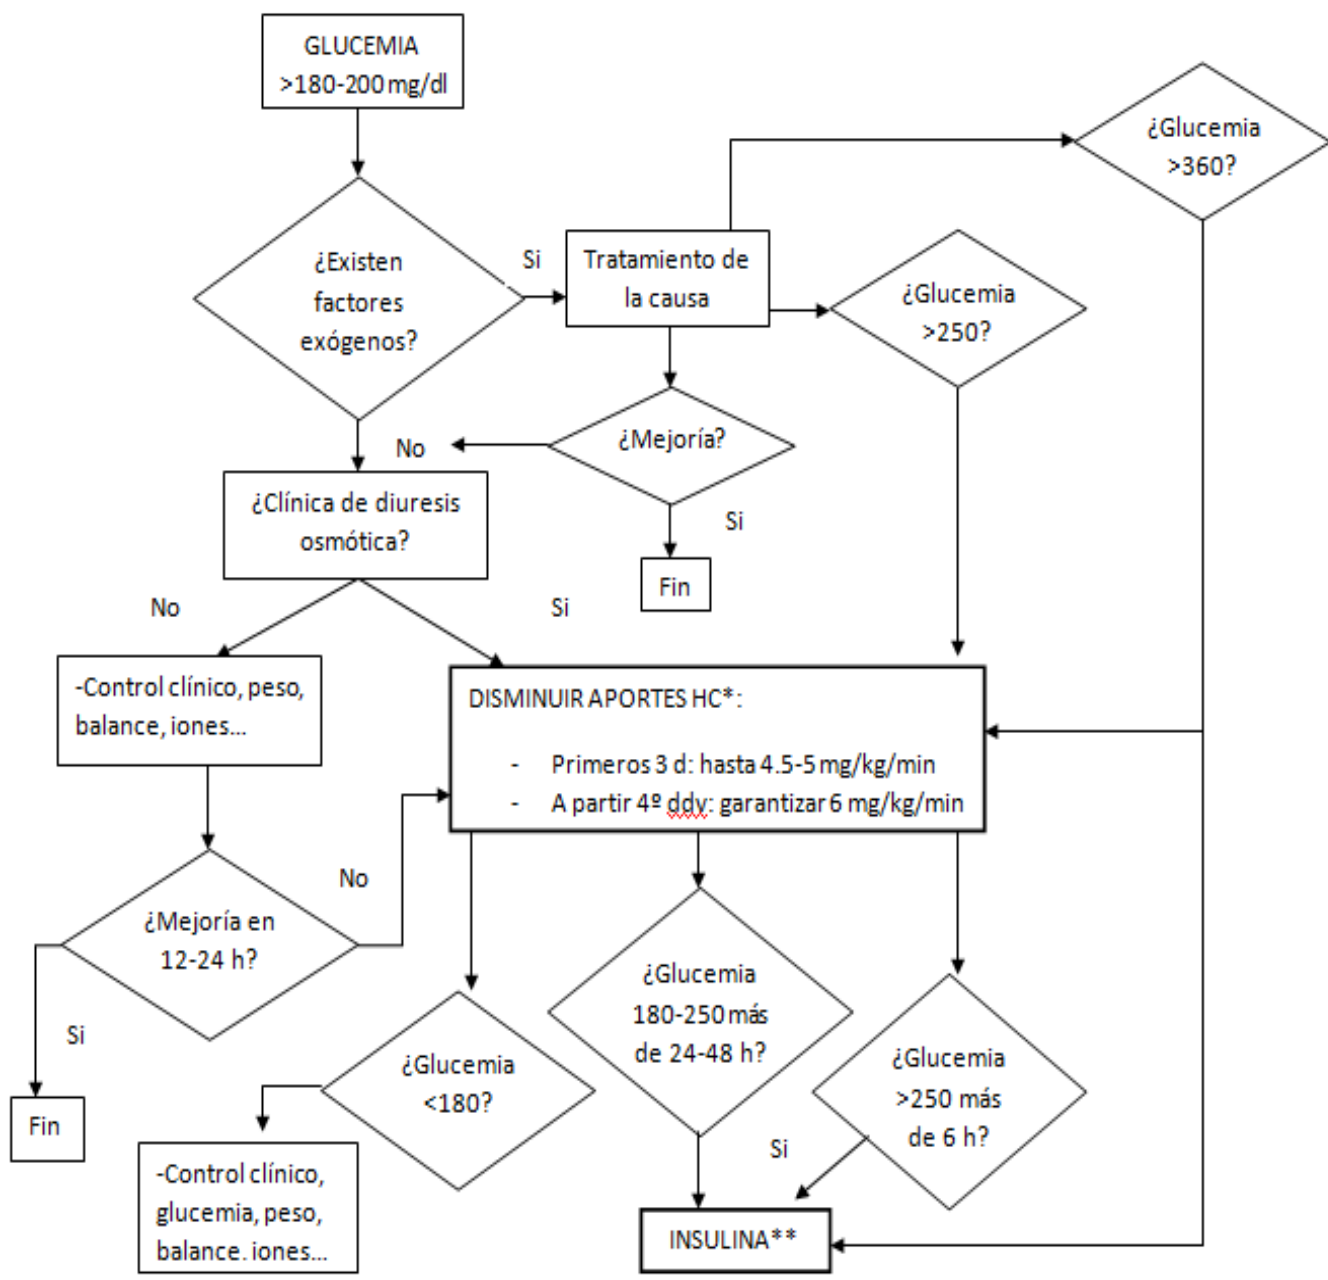 GLUCEMIA
>180-200 mg/dl
¿Glucemia
>360?
¿Existen
factores
exógenos?
Si
Tratamiento de
la causa
¿Glucemia
>250?
¿Mejoría?
No
Si
Fin
¿Clínica de diuresis
osmótica?
No
Si
-Control clínico, peso,
balance, iones...
DISMINUIR APORTES HC*:
- Primeros 3 d: hasta 4.5-5 mg/kg/min
- A partir 4º ddv: garantizar 6 mg/kg/min
¿Mejoría en
12-24 h?
No
Si
Fin
¿Glucemia
<180?
¿Glucemia
180-250 más
de 24-48 h?
¿Glucemia
>250 más
de 6 h?
Si
-Control clínico,
glucemia, peso,
balance. iones...
INSULINA**